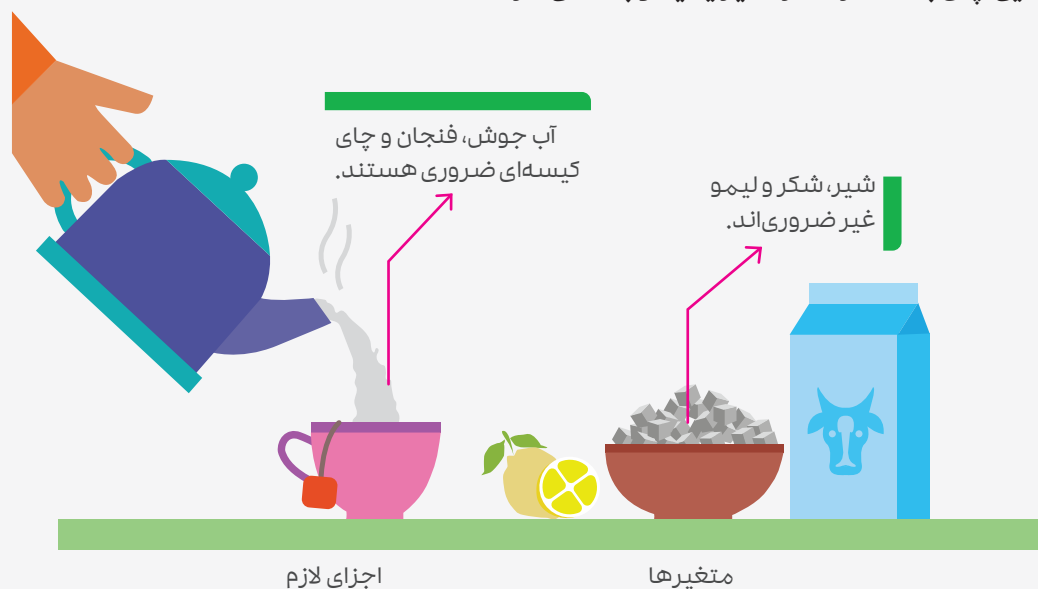 آب جوش، فنجان و چای
کیسه‌ای ضروری هستند.
شیر، شکر و لیمو
غیر ضروری‌اند.
متغیرها
اجزای لازم